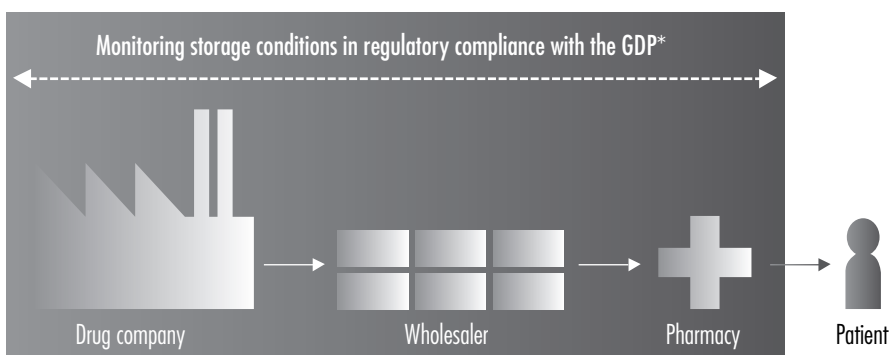 Monitoring storage conditions in regulatory compliance with the GDP*
Drug company
Wholesaler
Pharmacy
Patient